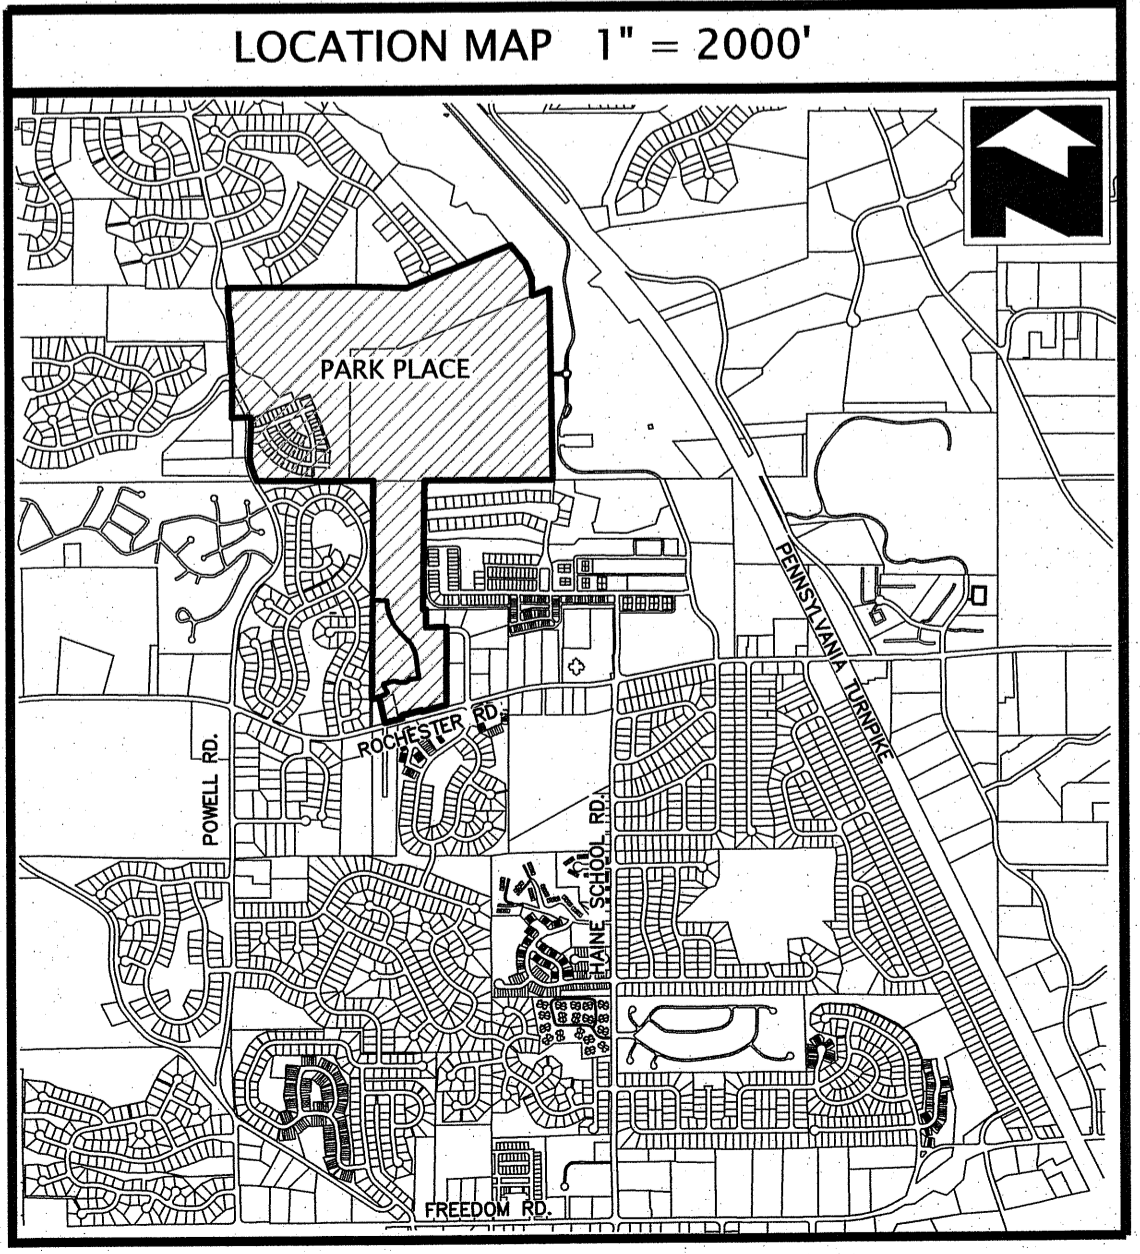 LOCATION MAP 1" = 2000'
PARK PLACE
PENNSYLVANIA TURNPIKE
ROCHESTER RD.
POWELL RD.
HAINE SCHOOL RD.
FREEDOM RD.